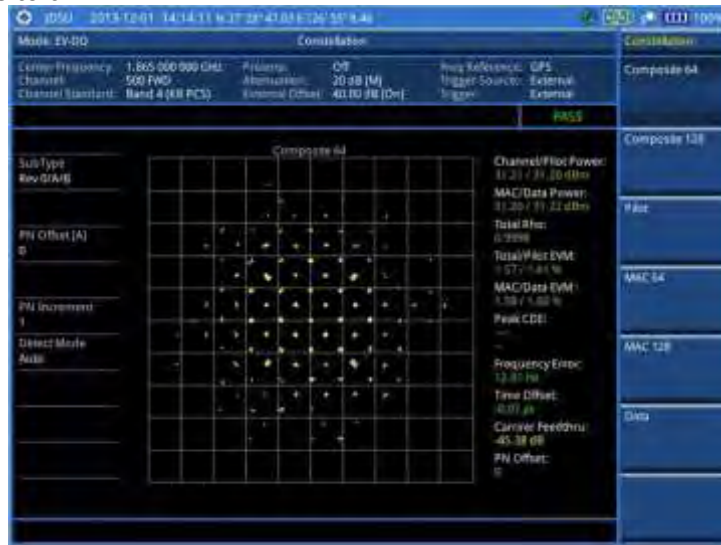 JDSU 2013-12-01 14:14:11 100%
Mode: EV-DO Constellation
Center Frequency: 1.865 000 000 GHz Preamp: Off Freq Reference: GPS
Channel: 500 FWD Attenuation: 20 dB [M] Trigger Source: External
Channel Standard: Band 4 (KR PCS) External Offset: 40.00 dB [On] Trigger: External
PASS
Composite 64
SubType
Rev 0/A/B
PN Offset [A]
0
PN Increment
1
Detect Mode
Auto
Channel/Pilot Power:
MAC/Data Power:
Total Rho:
0.9998
Total/Pilot EVM:
MAC/Data EVM:
Peak CDE:
Frequency Error:
Time Offset:
Carrier Feedthru:
-45.38 dB
PN Offset:
0
Constellation
Composite 64
Composite 128
Pilot
MAC 64
MAC 128
Data